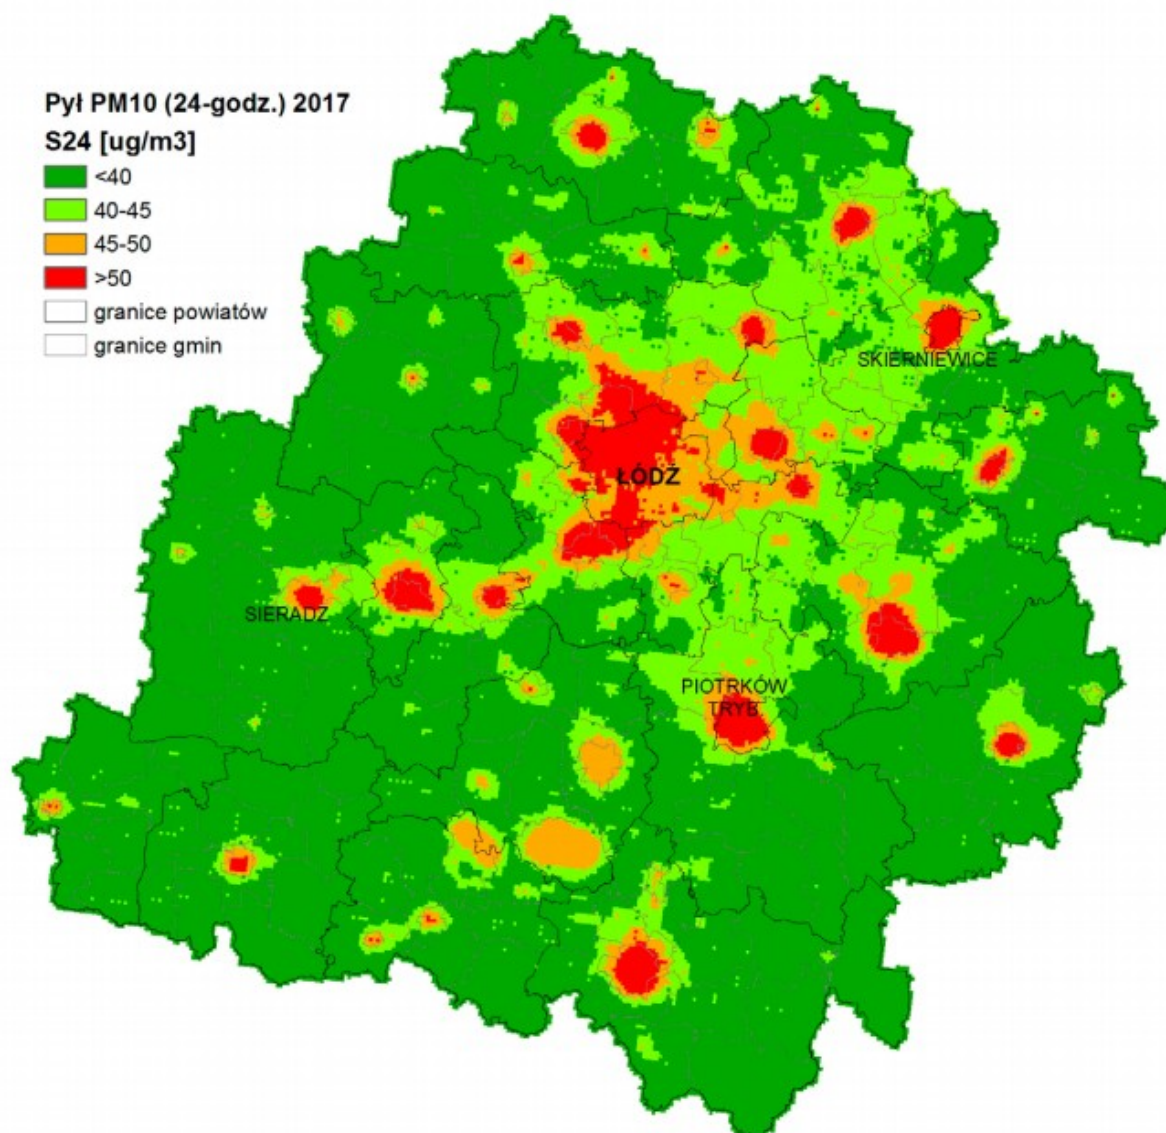 Pył PM10 (24-godz.) 2017
S24 [ug/m3]
<40
40-45
45-50
>50
granice powiatów
granice gmin
SKIERNIEWICE
ŁÓDŹ
SIERADZ
PIOTRKÓW
TRYB.